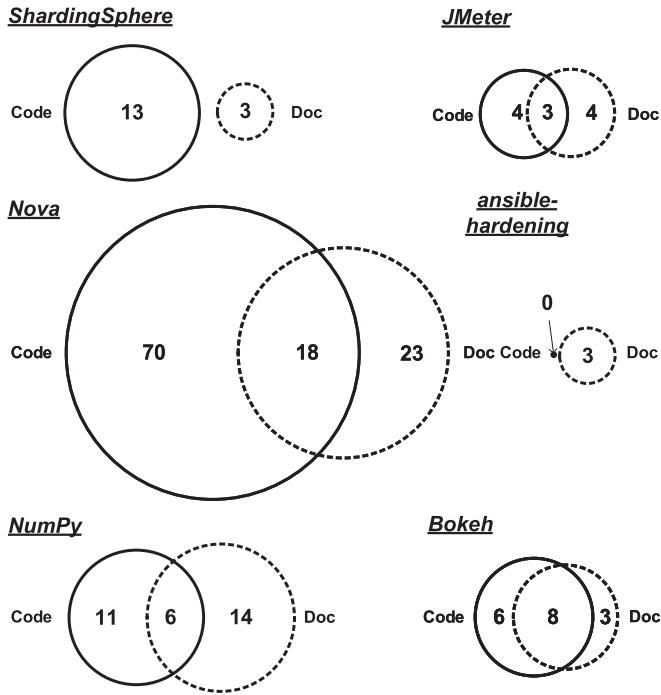 ShardingSphere
Code 13 3 Doc
JMeter
Code 4 3 4 Doc
Nova
Code 70 18 23 Doc
ansible-
hardening
0
Code 3 Doc
NumPy
Code 11 6 14 Doc
Bokeh
Code 6 8 3 Doc